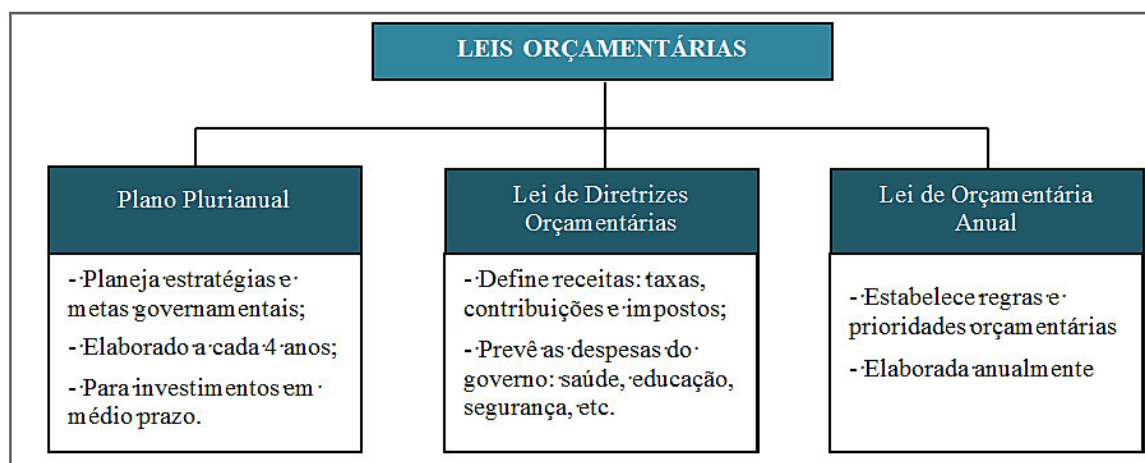 LEIS ORÇAMENTÁRIAS
Plano Plurianual
- Planeja estratégias e
metas governamentais;
- Elaborado a cada 4 anos;
- Para investimentos em
médio prazo.
Lei de Diretrizes
Orçamentárias
- Define receitas: taxas,
contribuições e impostos;
- Prevê as despesas do
governo: saúde, educação,
segurança, etc.
Lei de Orçamentária
Anual
- Estabelece regras e
prioridades orçamentárias
- Elaborada anualmente